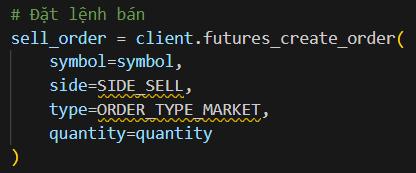 # Đặt lệnh bán
sell_order = client.futures_create_order(
    symbol=symbol,
    side=SIDE_SELL,
    type=ORDER_TYPE_MARKET,
    quantity=quantity
)